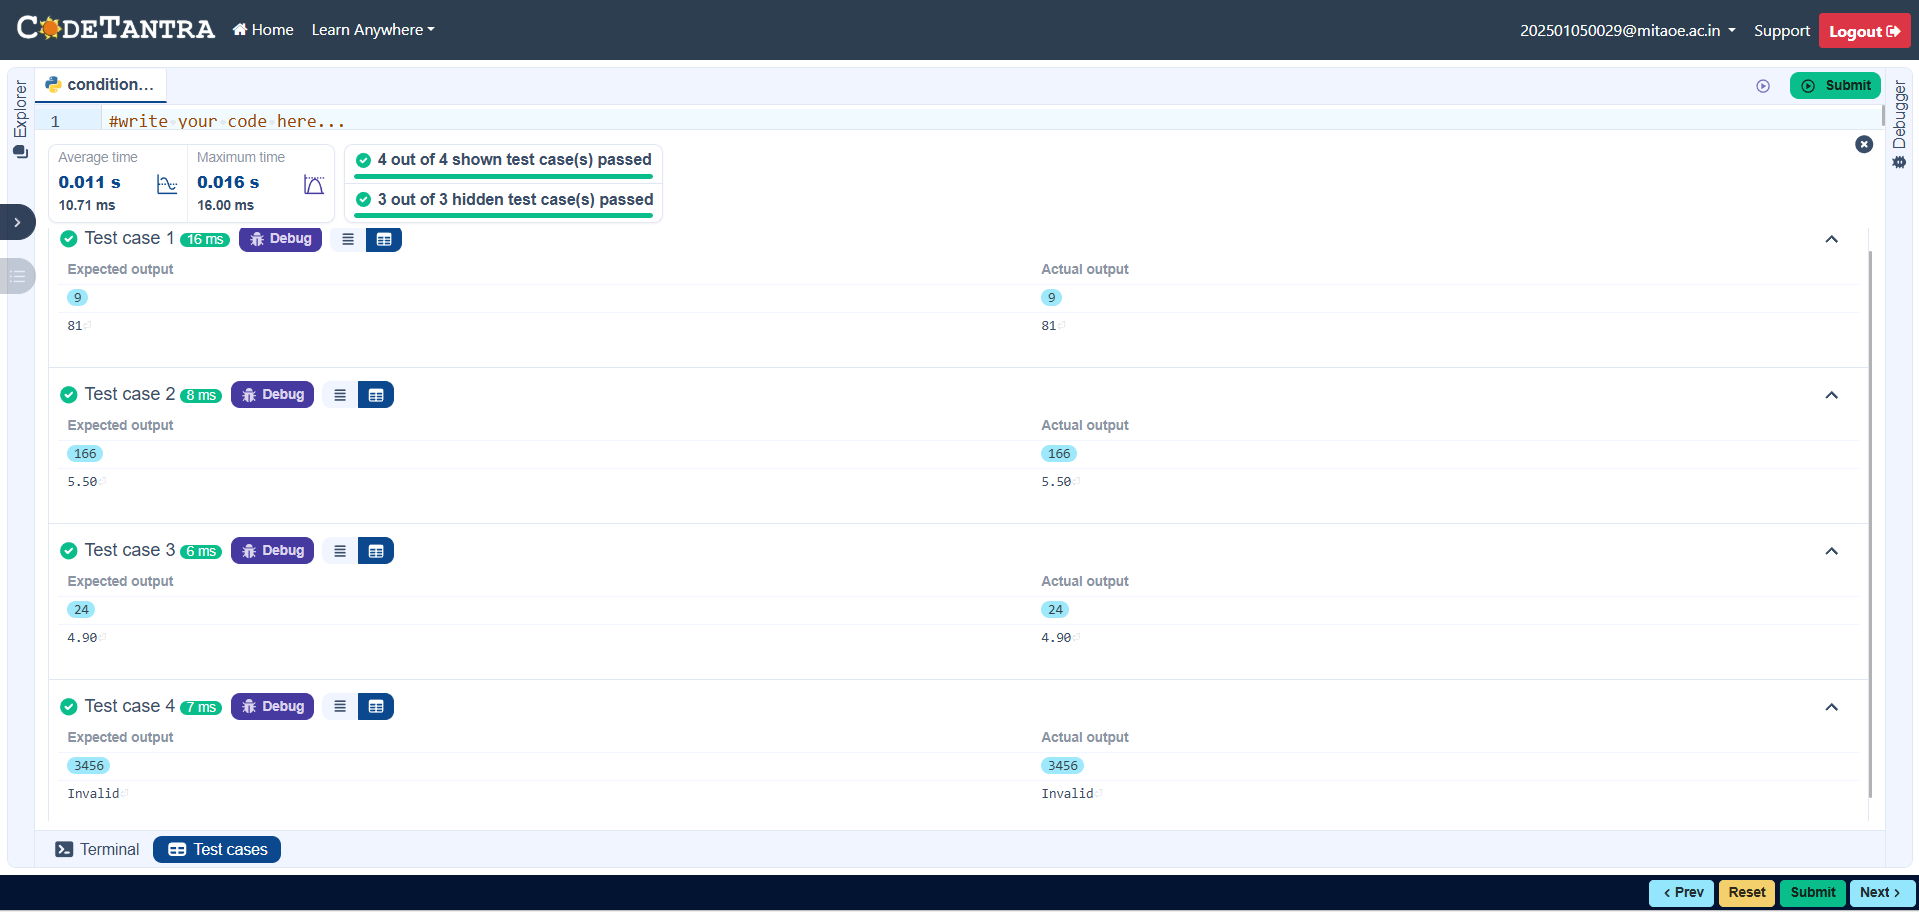 CODETANTRA Home Learn Anywhere 202501050029@mitaoe.ac.in Support Logout
Explorer
condition...
Submit
Debugger
1 #write your code here...
Average time
0.011 s
10.71 ms
Maximum time
0.016 s
16.00 ms
4 out of 4 shown test case(s) passed
3 out of 3 hidden test case(s) passed
Test case 1 16 ms Debug
Expected output Actual output
9 9
81 81
Test case 2 8 ms Debug
Expected output Actual output
166 166
5.50 5.50
Test case 3 6 ms Debug
Expected output Actual output
24 24
4.90 4.90
Test case 4 7 ms Debug
Expected output Actual output
3456 3456
Invalid Invalid
Terminal Test cases
Prev Reset Submit Next